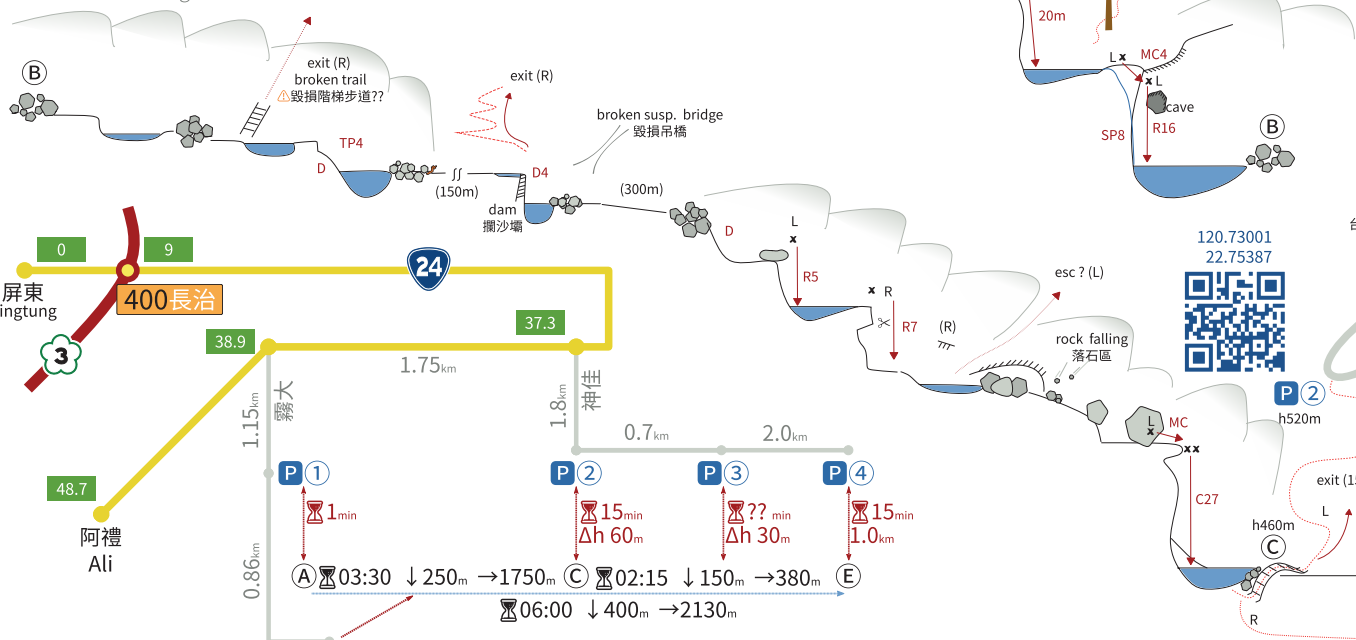 20m
L x
MC4
x L
cave
SP8
R16
B
B
exit (R)
broken trail
毀損階梯步道??
TP4
D
exit (R)
broken susp. bridge
毀損吊橋
(150m)
D4
dam
攔沙壩
(300m)
D
L
x
R5
x R
R7
(R)
esc ? (L)
rock falling
落石區
L
x
MC
xx
C27
120.73001
22.75387
P 2
h520m
L
h460m
C
R
0
9
24
屏東
ingtung
400長治
3
38.9
37.3
1.75km
1.15km
霧大
1.8km
神佳
0.7km
2.0km
48.7
阿禮
Ali
P 1
P 2
P 3
P 4
1min
15min
Δh 60m
?? min
Δh 30m
15min
1.0km
0.86km
A 03:30 ↓250m →1750m C 02:15 ↓150m →380m E
06:00 ↓400m →2130m